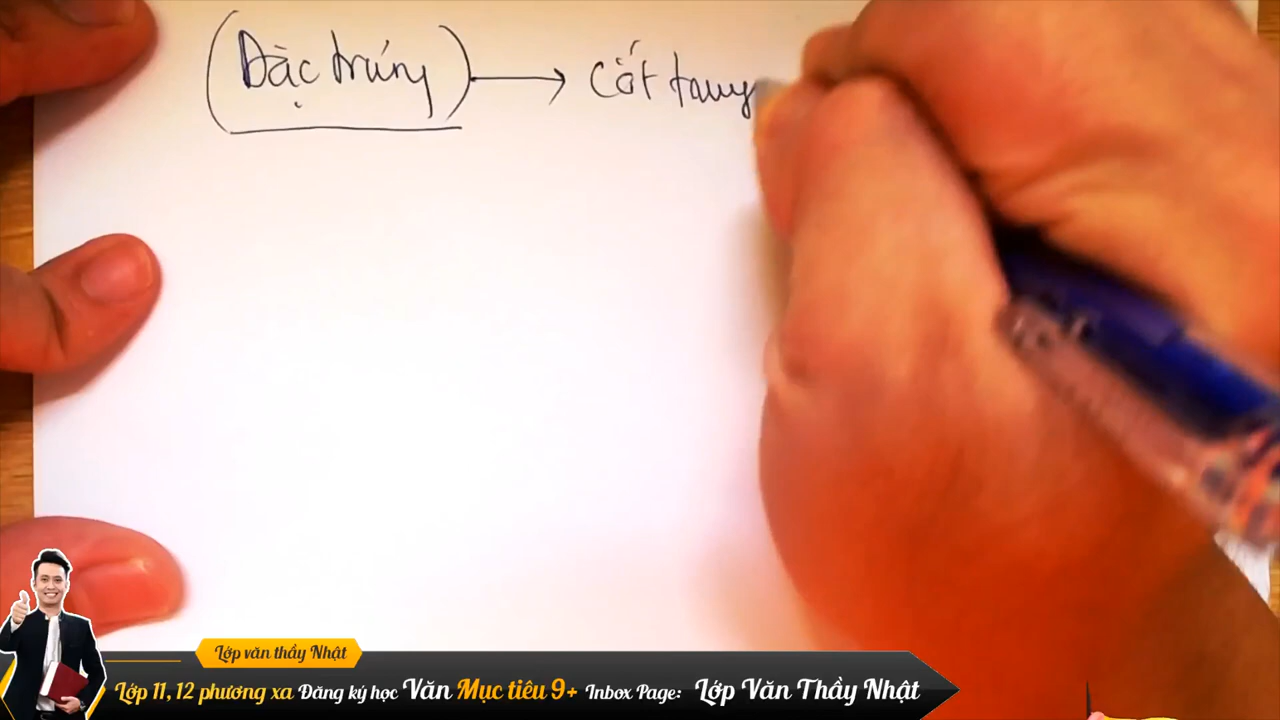 (Đặc trưng) → Cốt
Lớp văn thầy Nhật
Lớp 11, 12 phương xa Đăng ký học Văn Mục tiêu 9+ Inbox Page: Lớp Văn Thầy Nhật